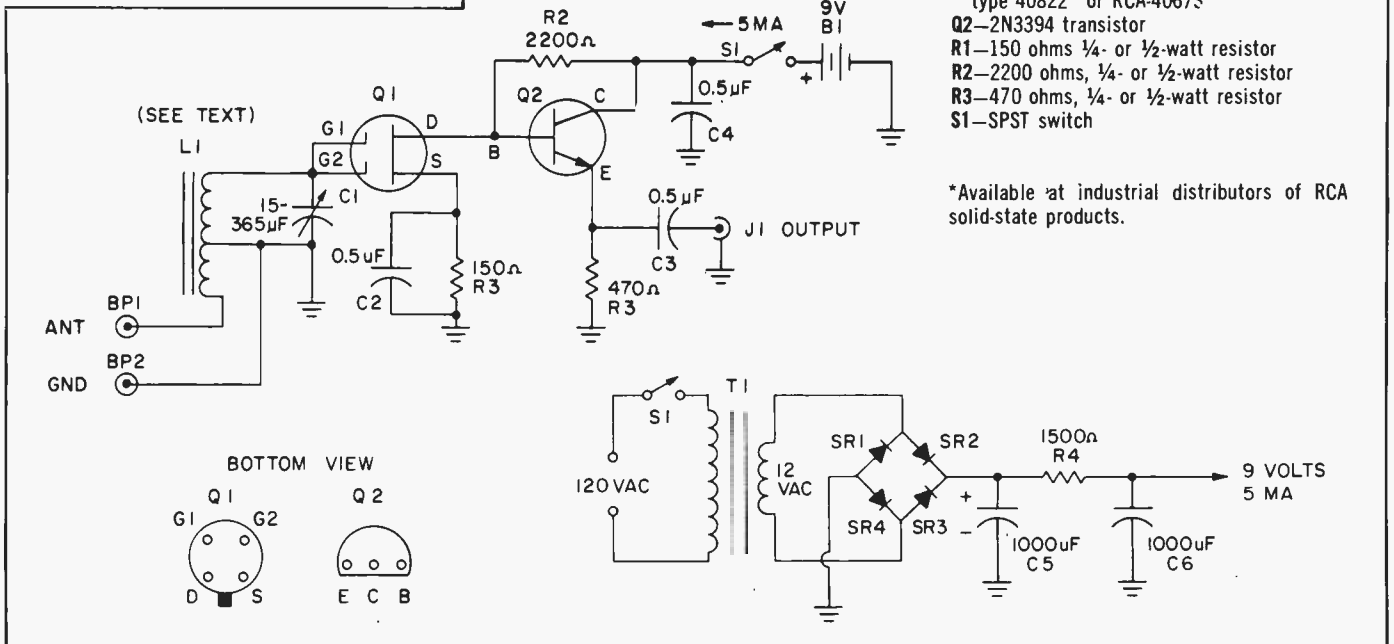 type 40822* or RCA-40673
Q2—2N3394 transistor
R1—150 ohms ¼- or ½-watt resistor
R2—2200 ohms, ¼- or ½-watt resistor
R3—470 ohms, ¼- or ½-watt resistor
S1—SPST switch
*Available at industrial distributors of RCA
solid-state products.
R2
2200Ω
5MA
S1
9V
B1
+
(SEE TEXT)
L1
Q1
G1
G2
D
S
B
Q2
C
E
0.5µF
C4
15-
365µF
C1
0.5uF
C2
150Ω
R3
0.5µF
C3
J1 OUTPUT
470Ω
R3
ANT
BP1
GND
BP2
BOTTOM VIEW
Q1
G1
G2
D
S
Q2
E C B
S1
120 VAC
T1
12
VAC
SR1
SR2
SR4
SR3
+
−
1500Ω
R4
1000uF
C5
1000uF
C6
9 VOLTS
5 MA